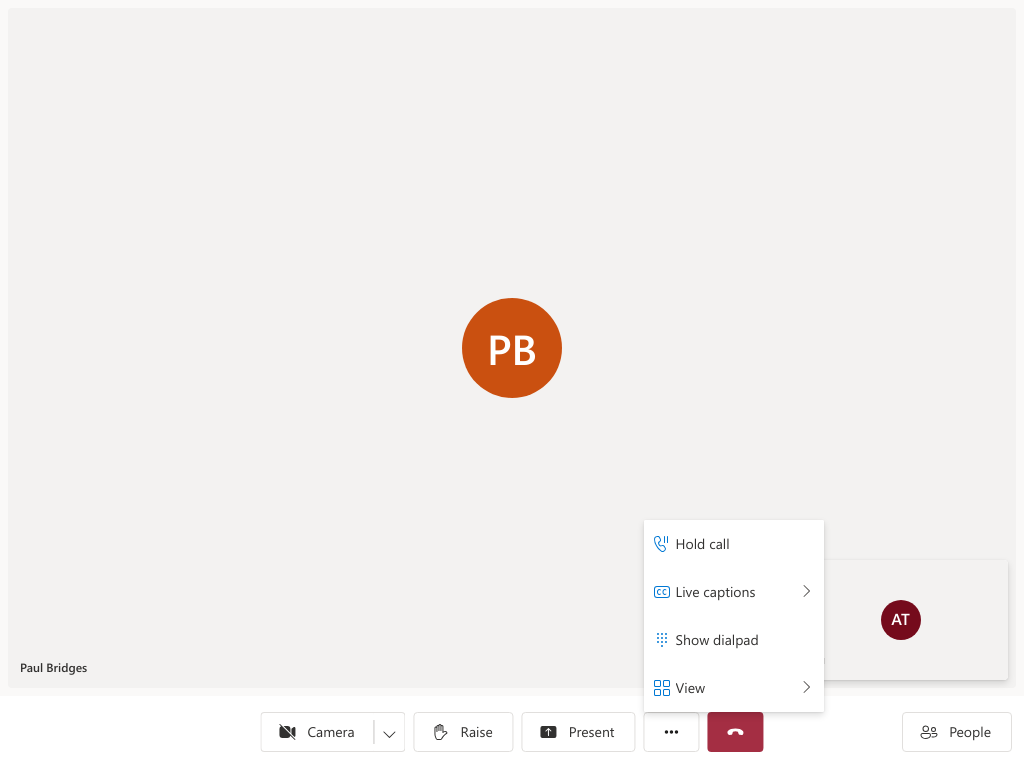 PB
Hold call
Live captions
Show dialpad
View
AT
Paul Bridges
Camera
Raise
Present
People